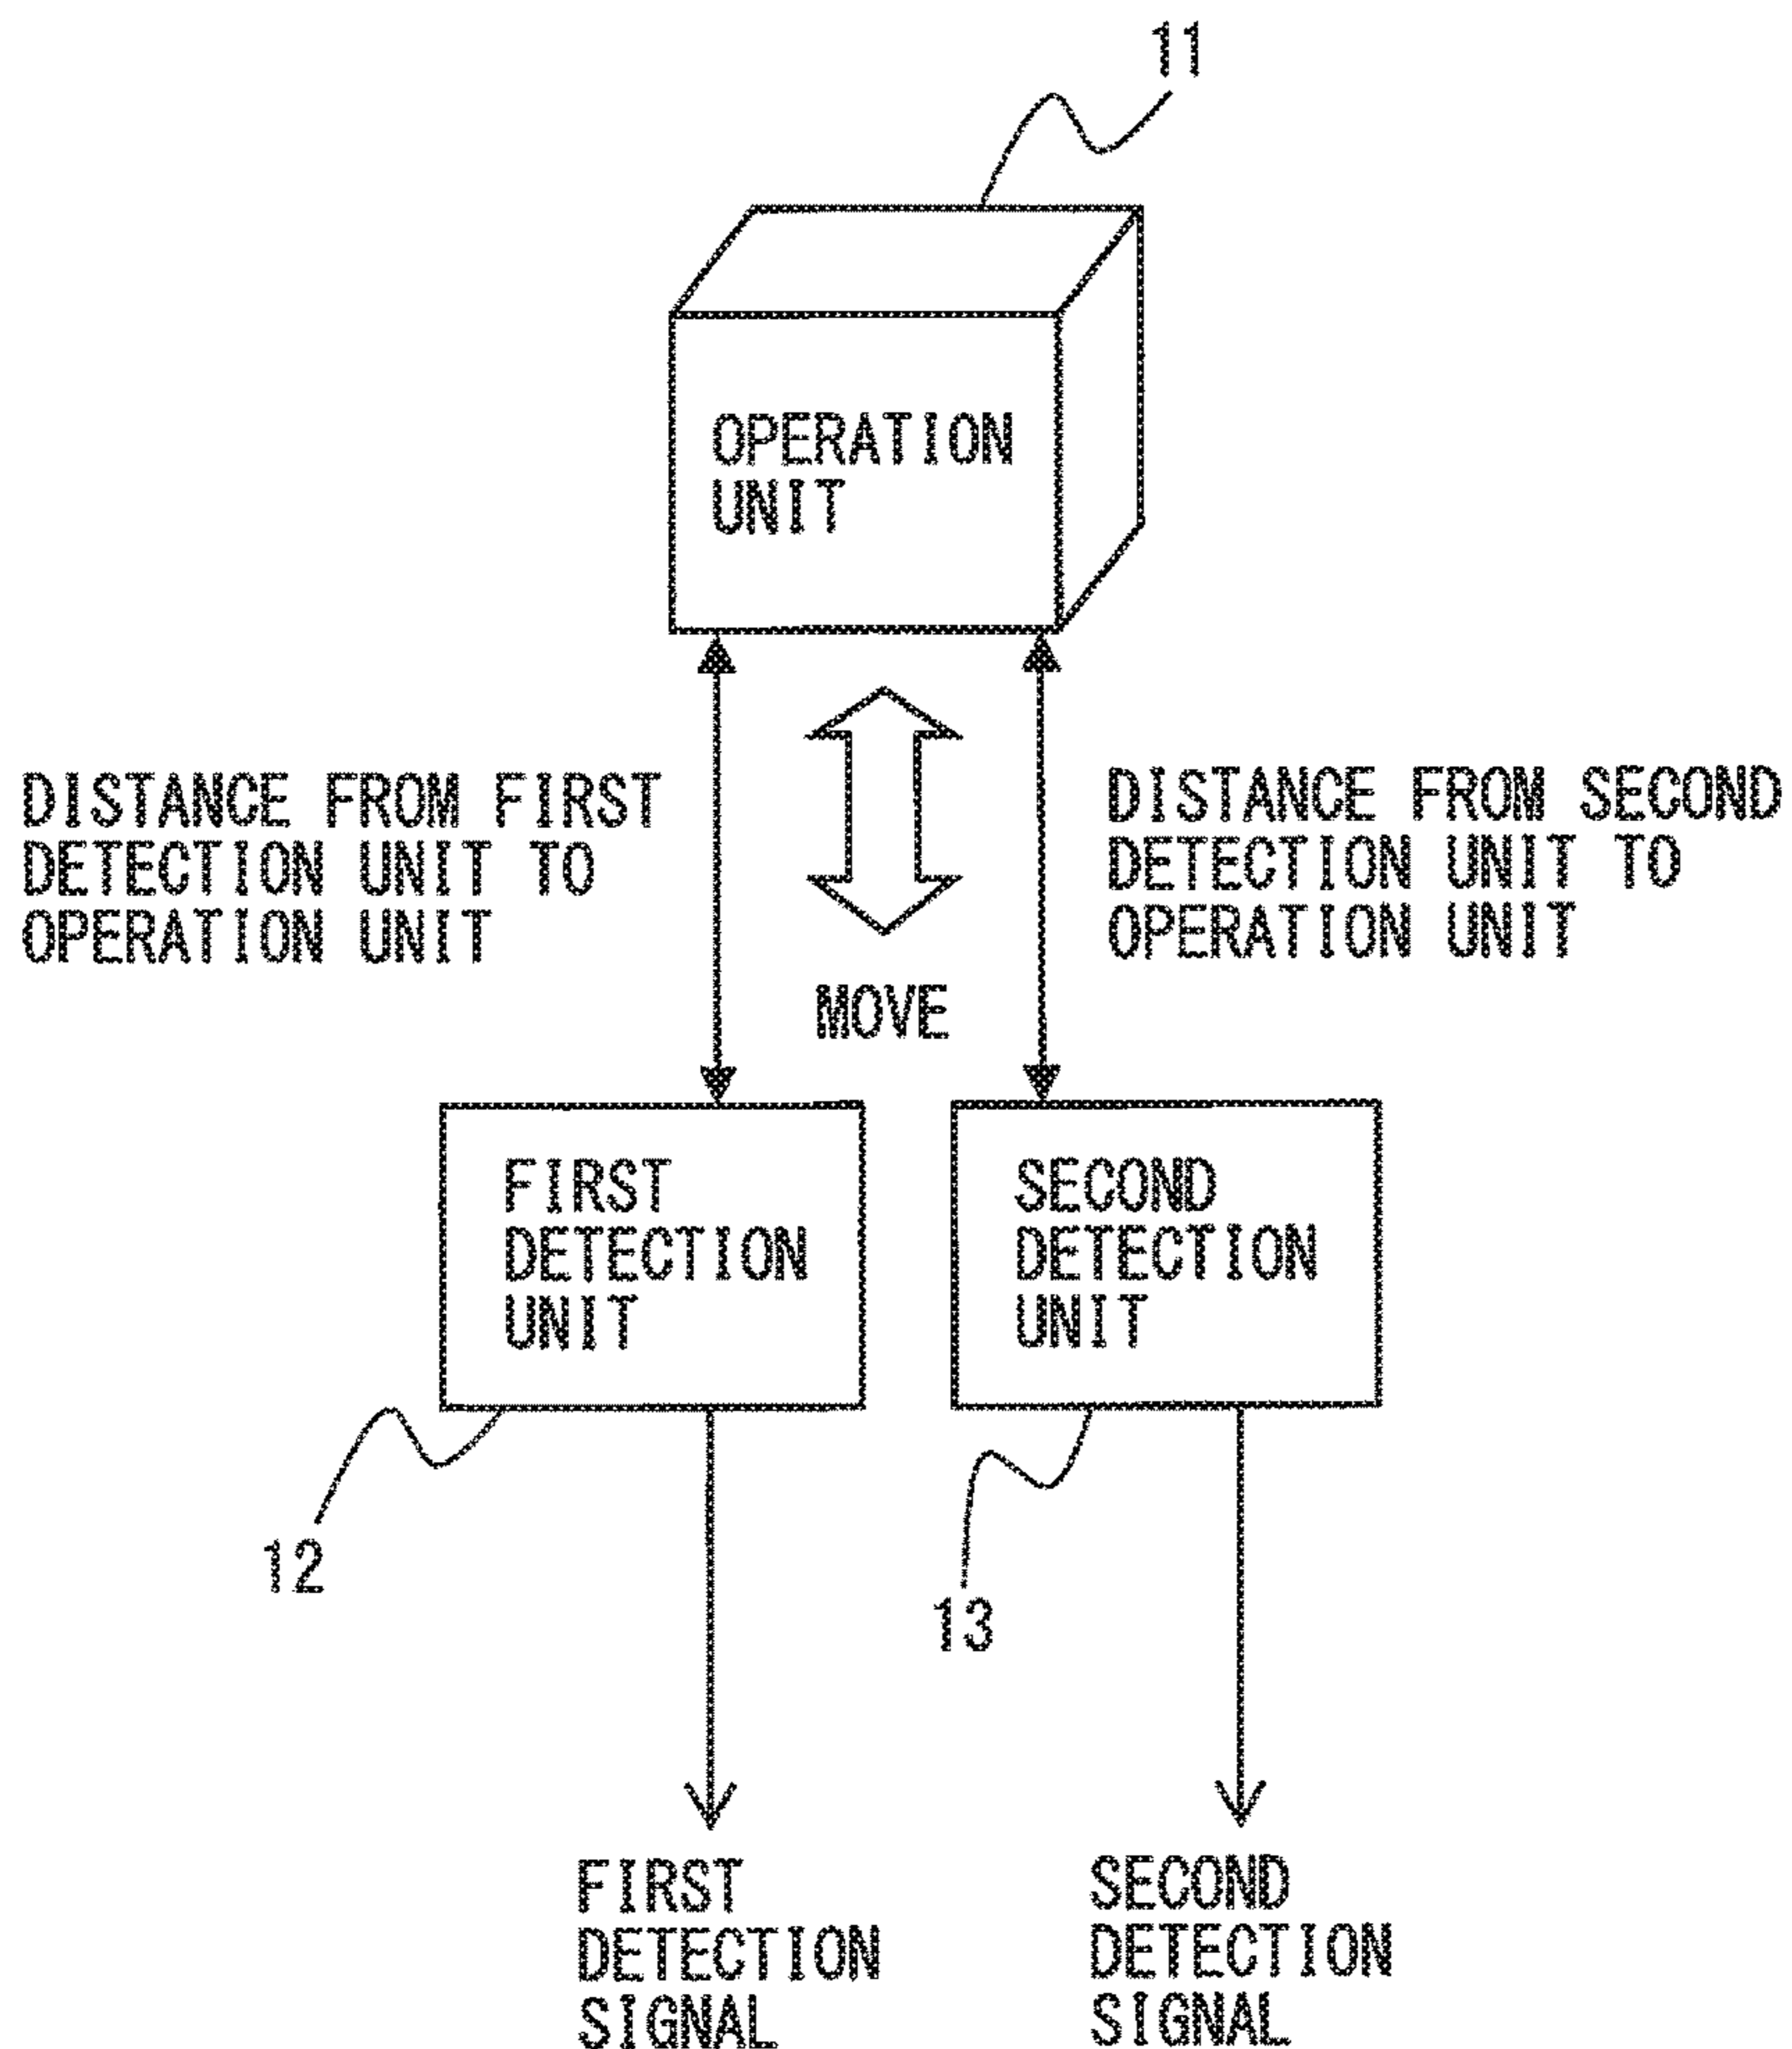 11
OPERATION
UNIT
DISTANCE FROM FIRST
DETECTION UNIT TO
OPERATION UNIT
DISTANCE FROM SECOND
DETECTION UNIT TO
OPERATION UNIT
MOVE
FIRST
DETECTION
UNIT
SECOND
DETECTION
UNIT
12
13
FIRST
DETECTION
SIGNAL
SECOND
DETECTION
SIGNAL